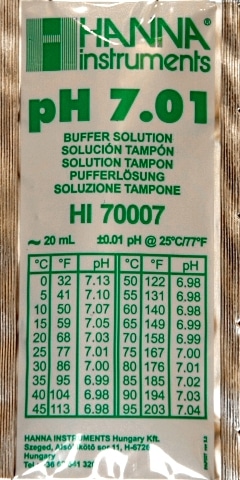 HANNA
instruments
pH 7.01
BUFFER SOLUTION
SOLUCIÓN TAMPÓN
SOLUTION TAMPON
PUFFERLÖSUNG
SOLUZIONE TAMPONE
HI 70007
~ 20 mL ±0.01 pH @ 25°C/77°F
°C °F pH °C °F pH
0 32 7.13 50 122 6.98
5 41 7.10 55 131 6.98
10 50 7.07 60 140 6.98
15 59 7.05 65 149 6.99
20 68 7.03 70 158 6.99
25 77 7.01 75 167 7.00
30 86 7.00 80 176 7.01
35 95 6.99 85 185 7.02
40 104 6.98 90 194 7.03
45 113 6.98 95 203 7.04
HANNA INSTRUMENTS Hungary Kft.
Szeged, H-6726
Hungary